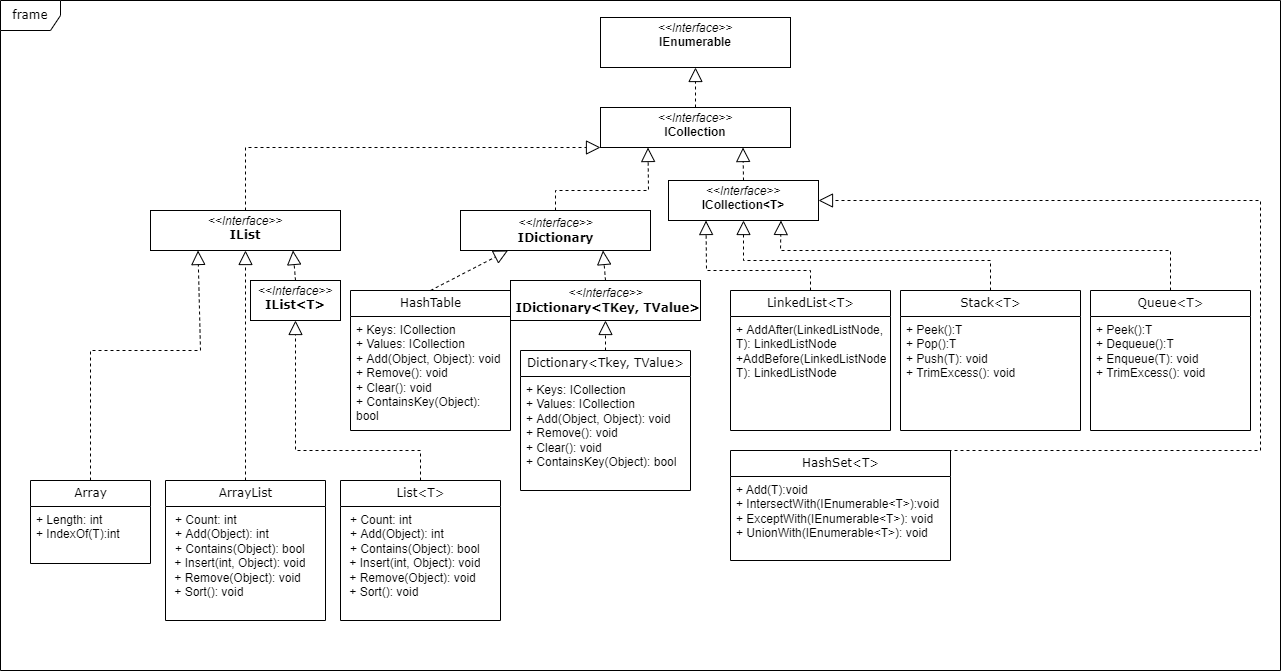 frame
<<Interface>>
IEnumerable
<<Interface>>
ICollection
<<Interface>>
ICollection<T>
<<Interface>>
IList
<<Interface>>
IDictionary
<<Interface>>
IList<T>
<<Interface>>
IDictionary<TKey, TValue>
HashTable
+ Keys: ICollection
+ Values: ICollection
+ Add(Object, Object): void
+ Remove(): void
+ Clear(): void
+ ContainsKey(Object):
bool
Dictionary<Tkey, TValue>
+ Keys: ICollection
+ Values: ICollection
+ Add(Object, Object): void
+ Remove(): void
+ Clear(): void
+ ContainsKey(Object): bool
LinkedList<T>
+ AddAfter(LinkedListNode,
T): LinkedListNode
+AddBefore(LinkedListNode
T): LinkedListNode
Stack<T>
+ Peek():T
+ Pop():T
+ Push(T): void
+ TrimExcess(): void
Queue<T>
+ Peek():T
+ Dequeue():T
+ Enqueue(T): void
+ TrimExcess(): void
HashSet<T>
+ Add(T):void
+ IntersectWith(IEnumerable<T>):void
+ ExceptWith(IEnumerable<T>): void
+ UnionWith(IEnumerable<T>): void
Array
+ Length: int
+ IndexOf(T):int
ArrayList
+ Count: int
+ Add(Object): int
+ Contains(Object): bool
+ Insert(int, Object): void
+ Remove(Object): void
+ Sort(): void
List<T>
+ Count: int
+ Add(Object): int
+ Contains(Object): bool
+ Insert(int, Object): void
+ Remove(Object): void
+ Sort(): void